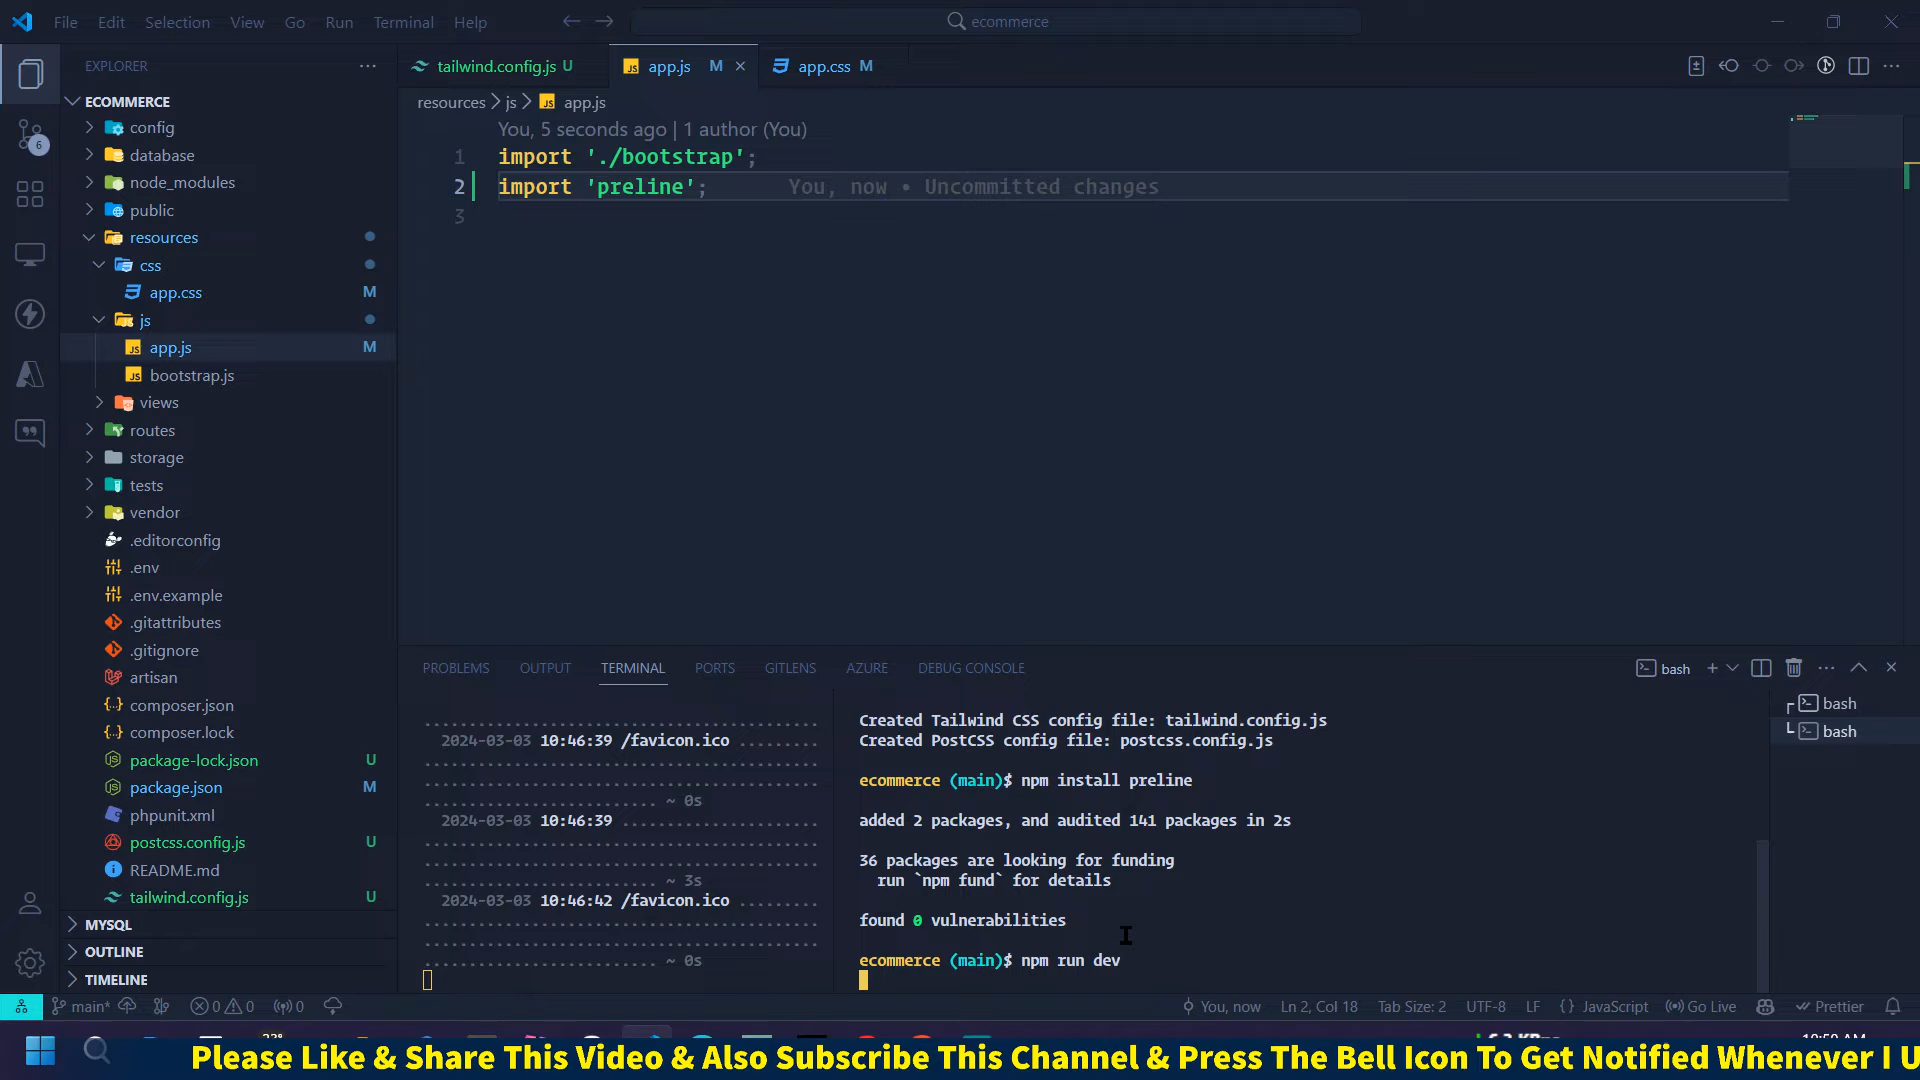 File Edit Selection View Go Run Terminal Help
ecommerce
EXPLORER
tailwind.config.js U
app.js M
app.css M
resources > js > app.js
ECOMMERCE
config
database
node_modules
public
resources
css
app.css M
js
app.js M
bootstrap.js
views
routes
storage
tests
vendor
.editorconfig
.env
.env.example
.gitattributes
.gitignore
artisan
composer.json
composer.lock
package-lock.json U
package.json M
phpunit.xml
postcss.config.js U
README.md
tailwind.config.js U
MYSQL
OUTLINE
TIMELINE
6
You, 5 seconds ago | 1 author (You)
1 import './bootstrap';
2 import 'preline'; You, now • Uncommitted changes
3
PROBLEMS OUTPUT TERMINAL PORTS GITLENS AZURE DEBUG CONSOLE
bash
............................................
2024-03-03 10:46:39 /favicon.ico .........
............................................
............................................
.......................... ~ 0s
2024-03-03 10:46:39 ......................
............................................
............................................
.......................... ~ 3s
2024-03-03 10:46:42 /favicon.ico .........
............................................
............................................
.......................... ~ 0s
Created Tailwind CSS config file: tailwind.config.js
Created PostCSS config file: postcss.config.js
ecommerce (main)$ npm install preline
added 2 packages, and audited 141 packages in 2s
36 packages are looking for funding
run `npm fund` for details
found 0 vulnerabilities
ecommerce (main)$ npm run dev
bash
bash
main* 0 0 0 You, now Ln 2, Col 18 Tab Size: 2 UTF-8 LF {} JavaScript Go Live Prettier
Please Like & Share This Video & Also Subscribe This Channel & Press The Bell Icon To Get Notified Whenever I U